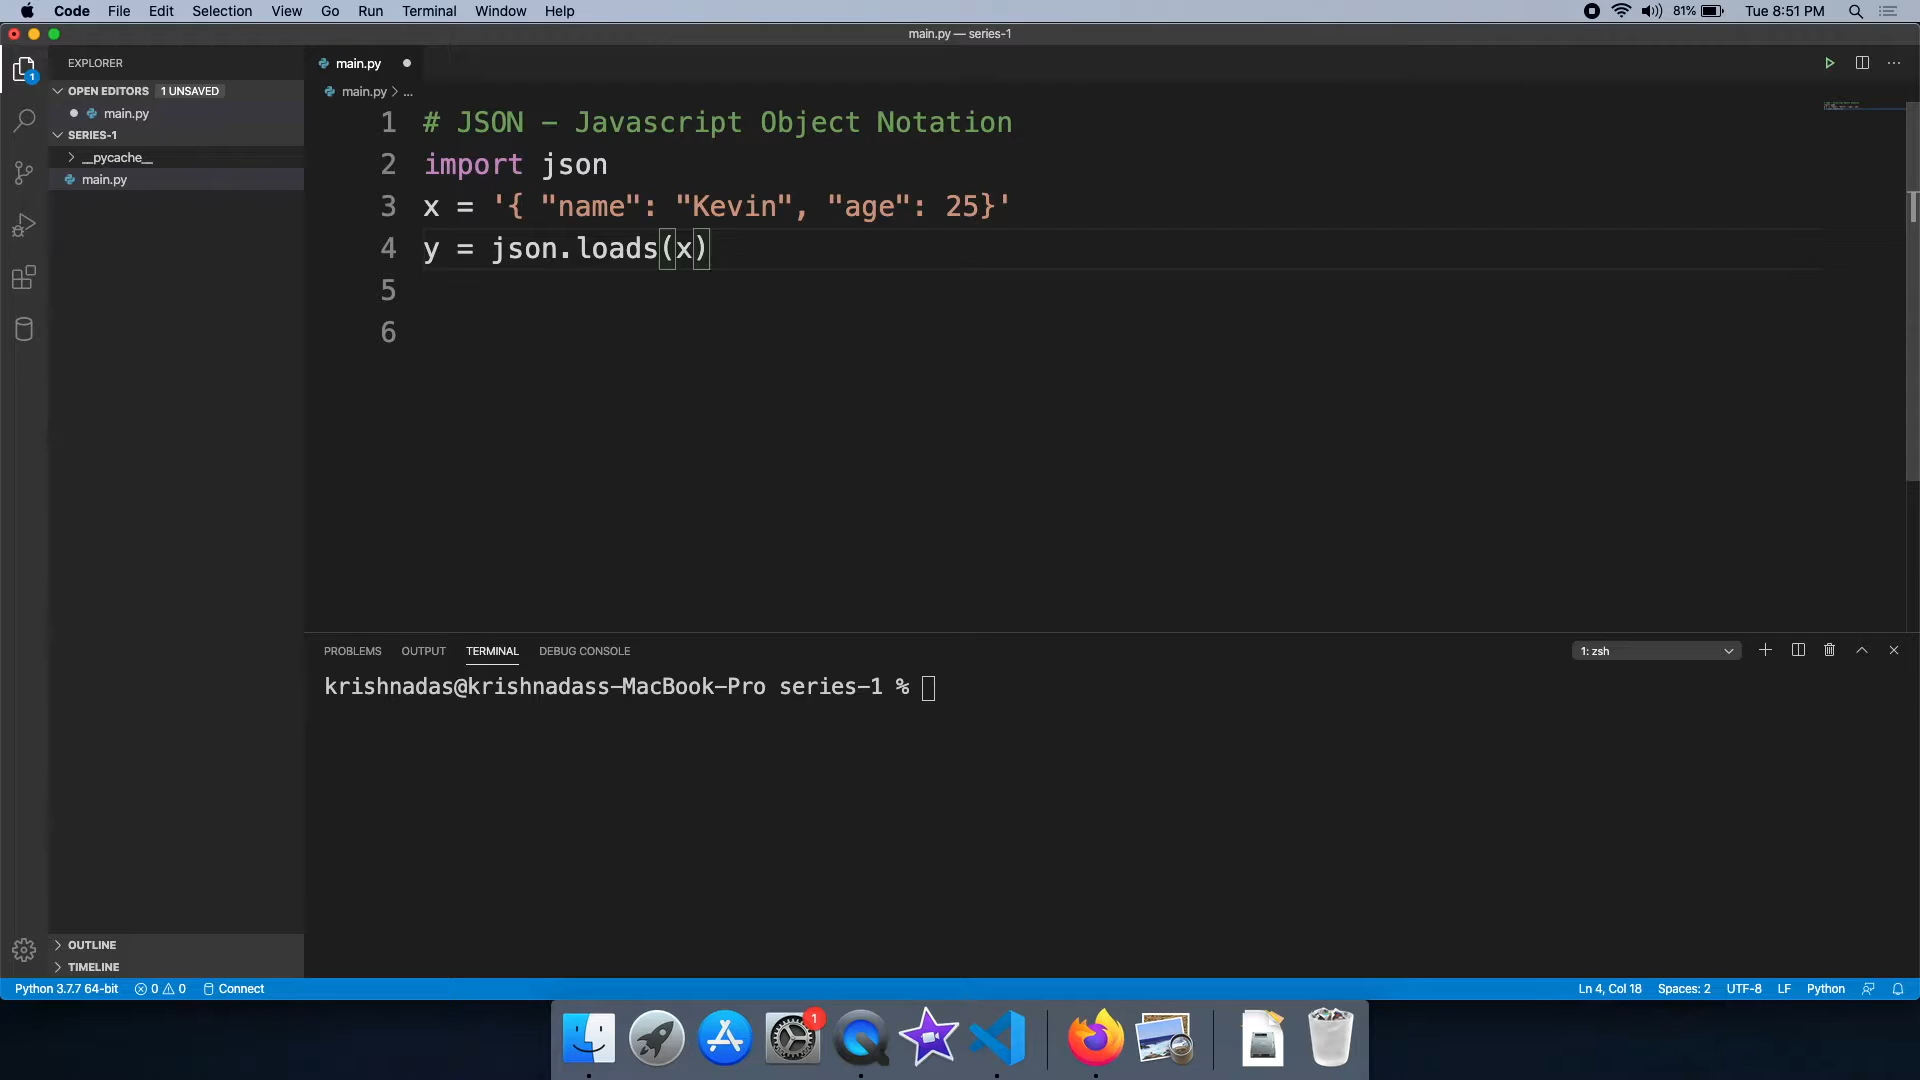 Code File Edit Selection View Go Run Terminal Window Help 81% Tue 8:51 PM
main.py — series-1
EXPLORER
main.py
OPEN EDITORS 1 UNSAVED
main.py > ...
main.py
SERIES-1
__pycache__
main.py
1 # JSON - Javascript Object Notation
2 import json
3 x = '{ "name": "Kevin", "age": 25}'
4 y = json.loads(x)
5
6
PROBLEMS OUTPUT TERMINAL DEBUG CONSOLE 1: zsh
krishnadas@krishnadass-MacBook-Pro series-1 %
OUTLINE
TIMELINE
Python 3.7.7 64-bit 0 0 Connect Ln 4, Col 18 Spaces: 2 UTF-8 LF Python
1
1